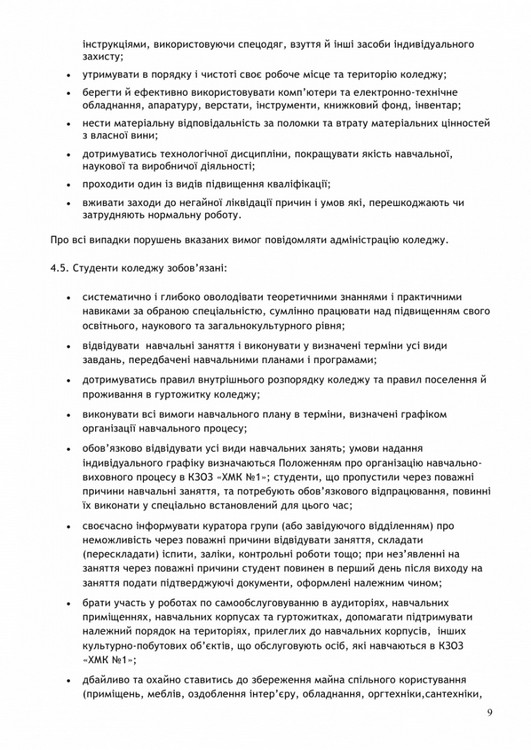 інструкціями, використовуючи спецодяг, взуття й інші засоби індивідуального
захисту;
• утримувати в порядку і чистоті своє робоче місце та територію коледжу;
• берегти й ефективно використовувати комп’ютери та електронно-технічне
обладнання, апаратуру, верстати, інструменти, книжковий фонд, інвентар;
• нести матеріальну відповідальність за поломки та втрату матеріальних цінностей
з власної вини;
• дотримуватись технологічної дисципліни, покращувати якість навчальної,
наукової та виробничої діяльності;
• проходити один із видів підвищення кваліфікації;
• вживати заходи до негайної ліквідації причин і умов які, перешкоджають чи
затрудняють нормальну роботу.
Про всі випадки порушень вказаних вимог повідомляти адміністрацію коледжу.
4.5. Студенти коледжу зобов’язані:
• систематично і глибоко оволодівати теоретичними знаннями і практичними
навиками за обраною спеціальністю, сумлінно працювати над підвищенням свого
освітнього, наукового та загальнокультурного рівня;
• відвідувати навчальні заняття і виконувати у визначені терміни усі види
завдань, передбачені навчальними планами і програмами;
• дотримуватись правил внутрішнього розпорядку коледжу та правил поселення й
проживання в гуртожитку коледжу;
• виконувати всі вимоги навчального плану в терміни, визначені графіком
організації навчального процесу;
• обов’язково відвідувати усі види навчальних занять; умови надання
індивідуального графіку визначаються Положенням про організацію навчально-
виховного процесу в КЗОЗ «ХМК №1»; студенти, що пропустили через поважні
причини навчальні заняття, та потребують обов’язкового відпрацювання, повинні
їх виконати у спеціально встановлений для цього час;
• своєчасно інформувати куратора групи (або завідуючого відділенням) про
неможливість через поважні причини відвідувати заняття, складати
(перескладати) іспити, заліки, контрольні роботи тощо; при нез’явленні на
заняття через поважні причини студент повинен в перший день після виходу на
заняття подати підтверджуючі документи, оформлені належним чином;
• брати участь у роботах по самообслуговуванню в аудиторіях, навчальних
приміщеннях, навчальних корпусах та гуртожитках, допомагати підтримувати
належний порядок на територіях, прилеглих до навчальних корпусів, інших
культурно-побутових об’єктів, що обслуговують осіб, які навчаються в КЗОЗ
«ХМК №1»;
• дбайливо та охайно ставитись до збереження майна спільного користування
(приміщень, меблів, оздоблення інтер’єру, обладнання, оргтехніки,сантехніки,
9